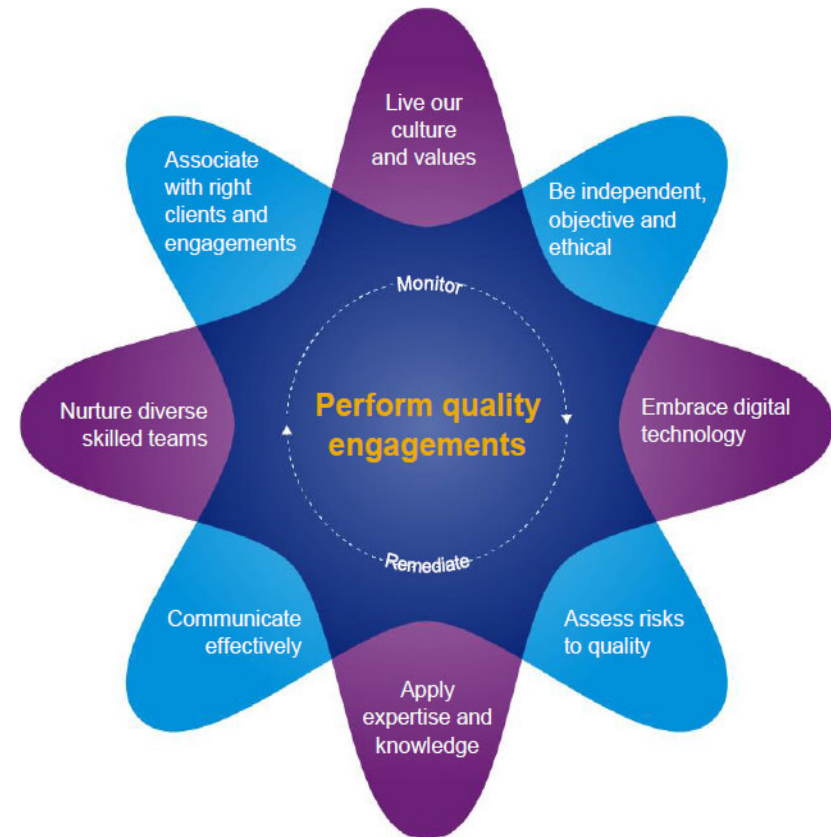 Live our
culture
and values
Be independent,
objective and
ethical
Embrace digital
technology
Assess risks
to quality
Apply
expertise and
knowledge
Communicate
effectively
Nurture diverse
skilled teams
Associate
with right
clients and
engagements
Monitor
Perform quality
engagements
Remediate